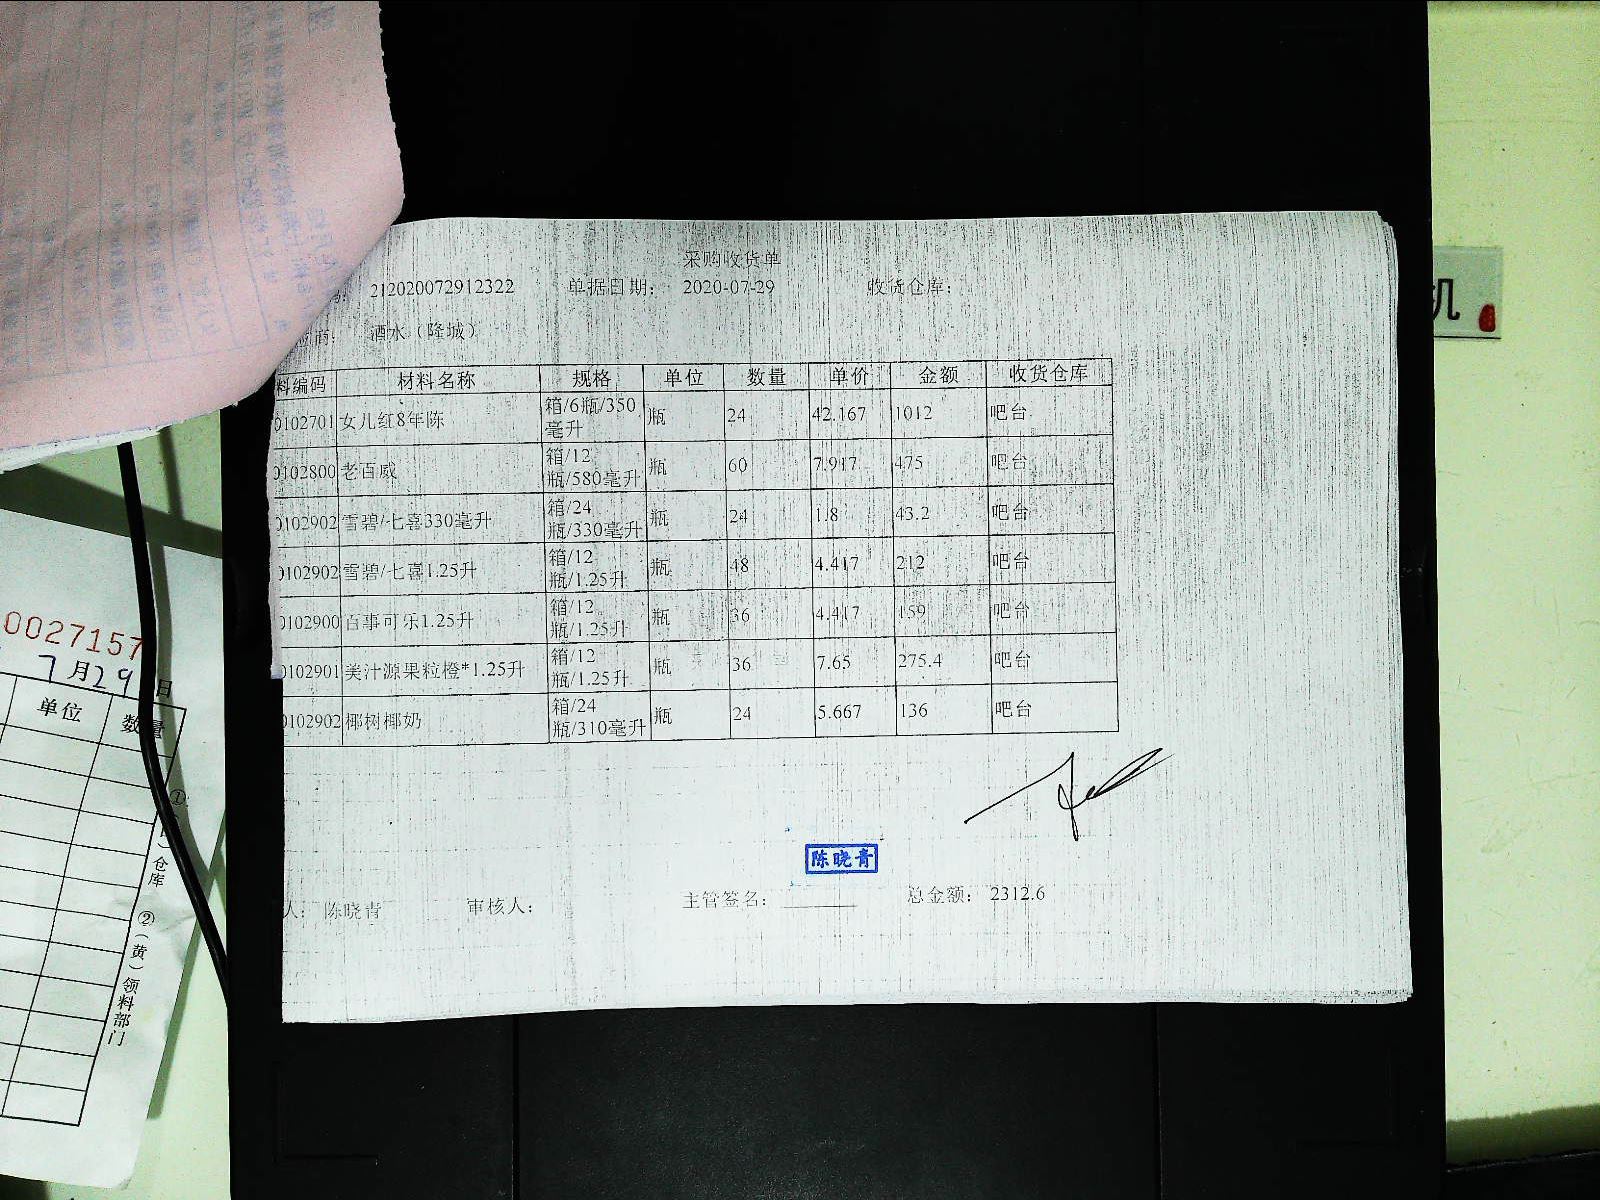 采购收货单
212020072912322 单据日期： 2020-07-29 收货仓库：
商： 酒水（隆城）
料编码 材料名称 规格 单位 数量 单价 金额 收货仓库
0102701 女儿红8年陈 箱/6瓶/350毫升 瓶 24 42.167 1012 吧台
0102800 老百威 箱/12瓶/580毫升 瓶 60 7.917 475 吧台
0102902 雪碧/七喜330毫升 箱/24瓶/330毫升 瓶 24 1.8 43.2 吧台
0102902 雪碧/七喜1.25升 箱/12瓶/1.25升 瓶 48 4.417 212 吧台
0102900 百事可乐1.25升 箱/12瓶/1.25升 瓶 36 4.417 159 吧台
0102901 美汁源果粒橙*1.25升 箱/12瓶/1.25升 瓶 36 7.65 275.4 吧台
0102902 椰树椰奶 箱/24瓶/310毫升 瓶 24 5.667 136 吧台
陈晓青
人： 陈晓青 审核人： 主管签名： 总金额： 2312.6
0027157
7月29日
单位 数量
仓库 ②（黄）领料部门
机